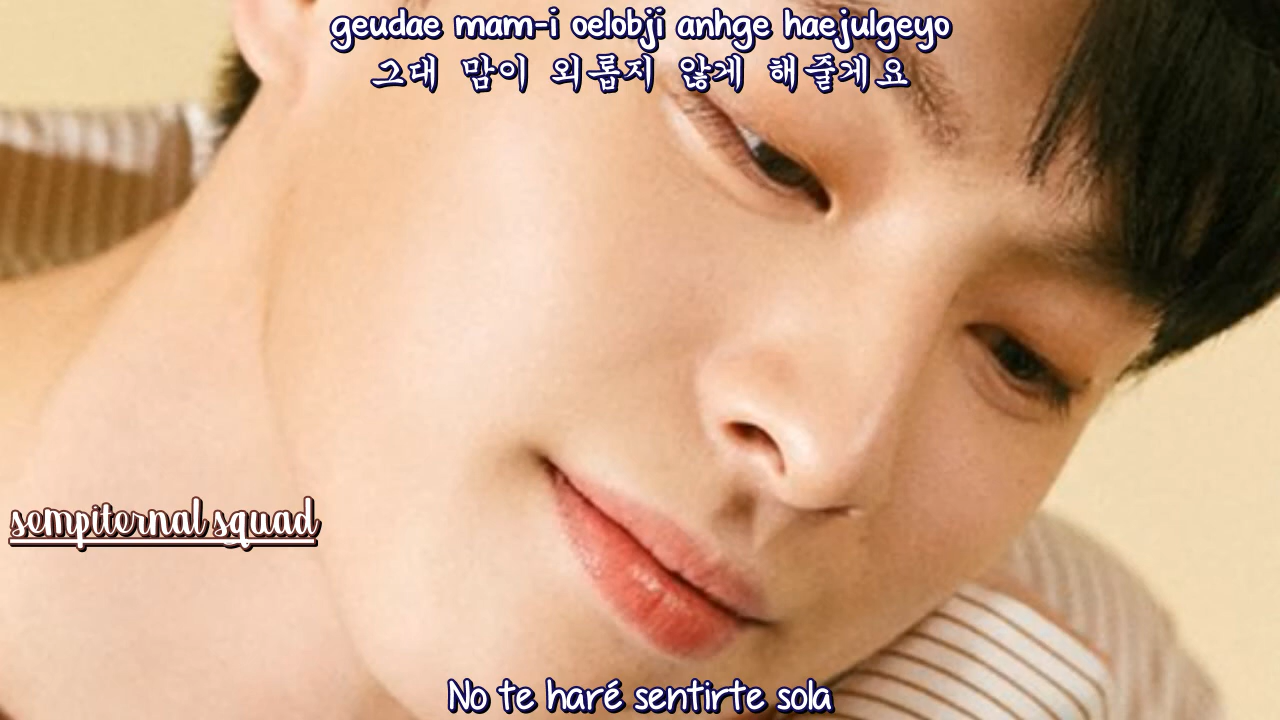 geudae mam-i oelobji anhge haejulgeyo
그대 맘이 외롭지 않게 해줄게요
sempiternal squad
No te haré sentirte sola